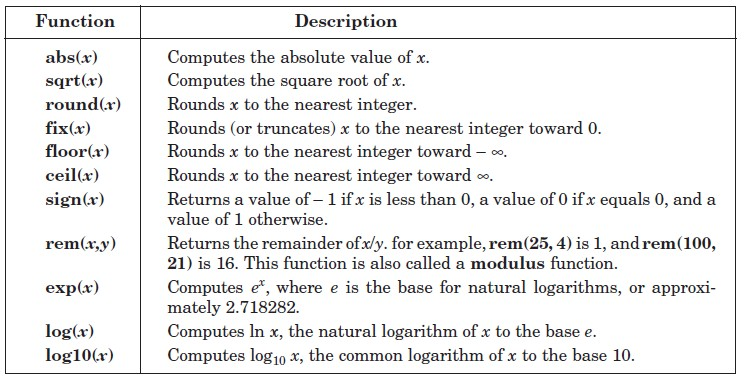 Function Description
abs(x) Computes the absolute value of x.
sqrt(x) Computes the square root of x.
round(x) Rounds x to the nearest integer.
fix(x) Rounds (or truncates) x to the nearest integer toward 0.
floor(x) Rounds x to the nearest integer toward – ∞.
ceil(x) Rounds x to the nearest integer toward ∞.
sign(x) Returns a value of – 1 if x is less than 0, a value of 0 if x equals 0, and a
value of 1 otherwise.
rem(x,y) Returns the remainder of x/y. for example, rem(25, 4) is 1, and rem(100,
21) is 16. This function is also called a modulus function.
exp(x) Computes eˣ, where e is the base for natural logarithms, or approxi-
mately 2.718282.
log(x) Computes ln x, the natural logarithm of x to the base e.
log10(x) Computes log₁₀ x, the common logarithm of x to the base 10.